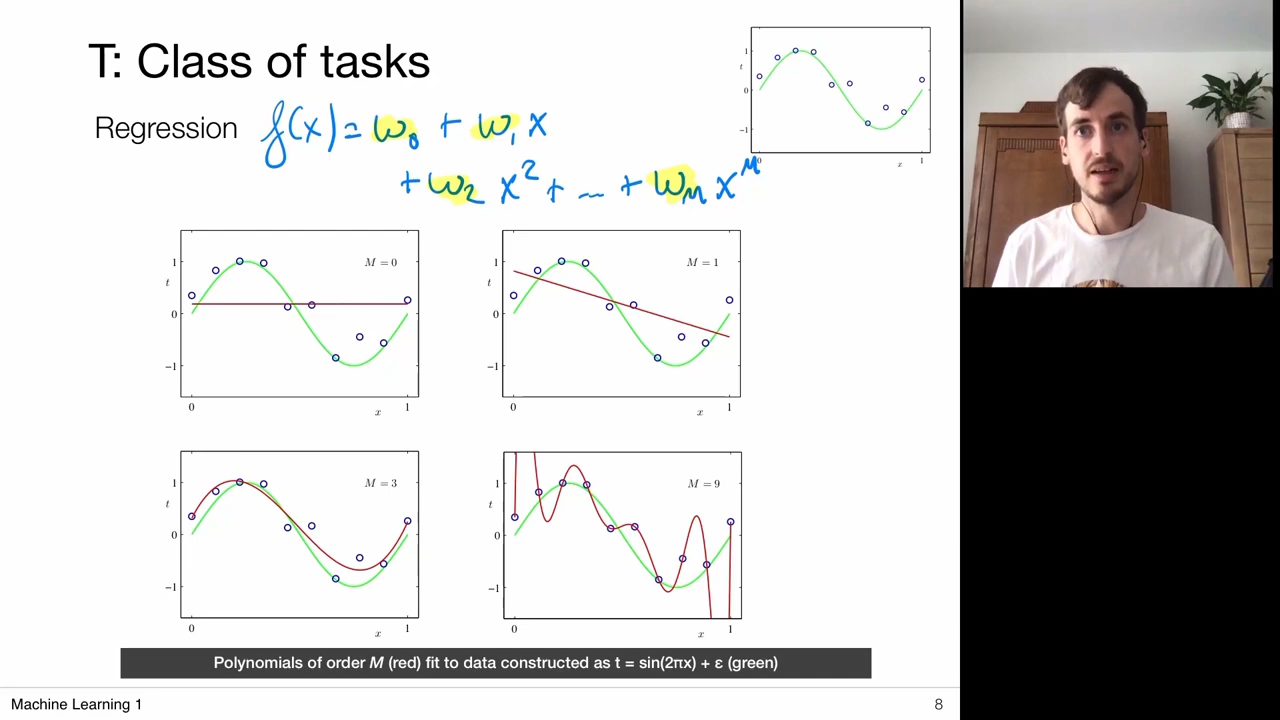 T: Class of tasks
Regression f(x) = w₀ + w₁ x
+ w₂ x² + ... + w_M x^M
1
t
0
−1
0
x
1
1
t
0
−1
M = 0
0
x
1
1
t
0
−1
M = 1
0
x
1
1
t
0
−1
M = 3
0
x
1
1
t
0
−1
M = 9
0
x
1
Polynomials of order M (red) fit to data constructed as t = sin(2πx) + ε (green)
Machine Learning 1
8